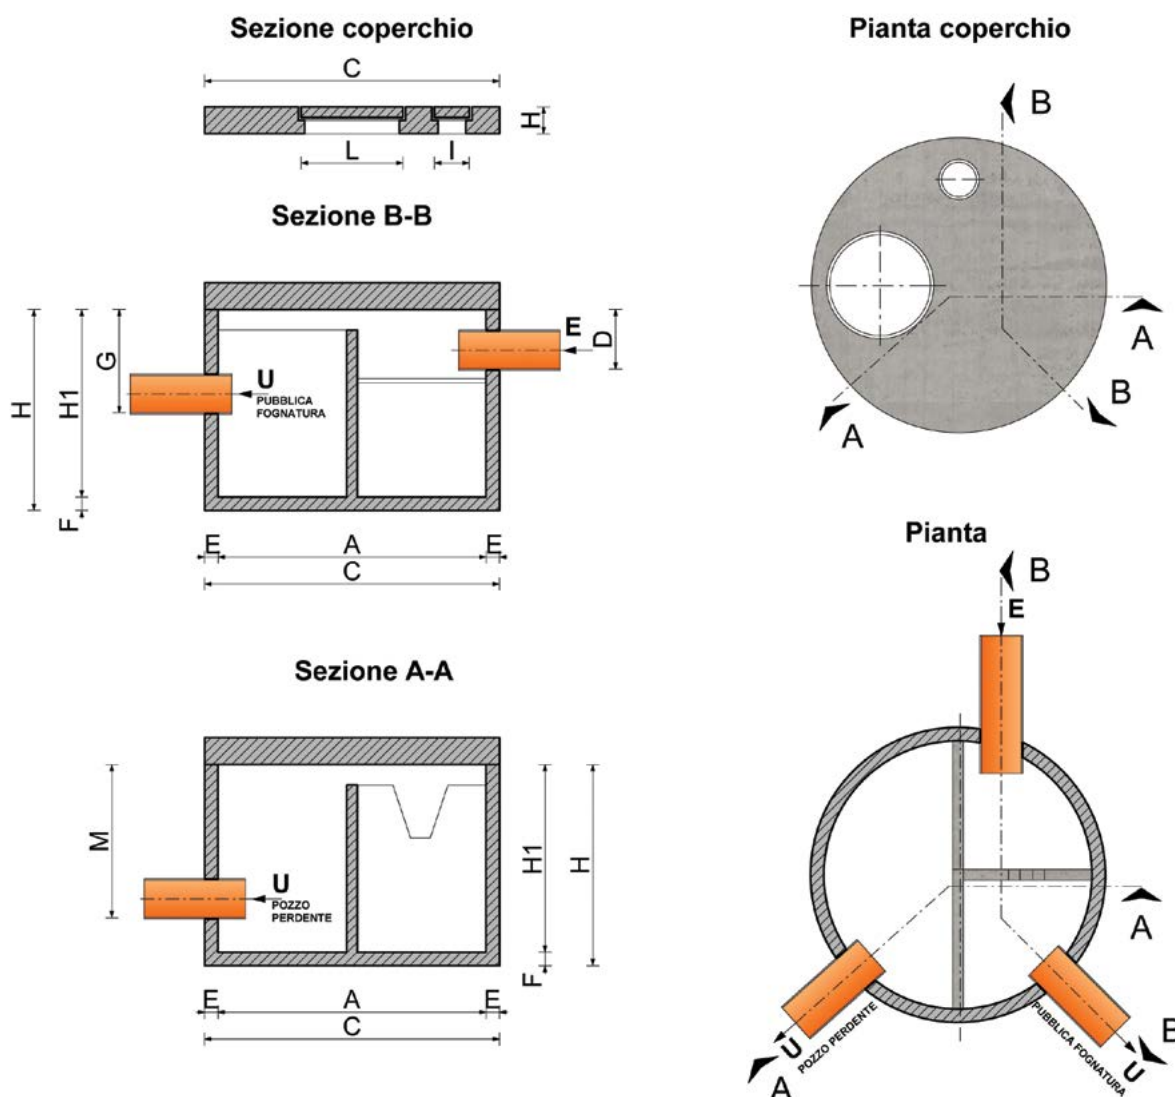 Sezione coperchio
C
H
L
I
Sezione B-B
E
D
G
U
PUBBLICA
FOGNATURA
H
H1
F
E
A
E
C
Sezione A-A
M
U
POZZO
PERDENTE
H1
H
F
E
A
E
C
Pianta coperchio
B
A
B
A
Pianta
B
E
A
U
POZZO PERDENTE
A
PUBBLICA FOGNATURA
U
B